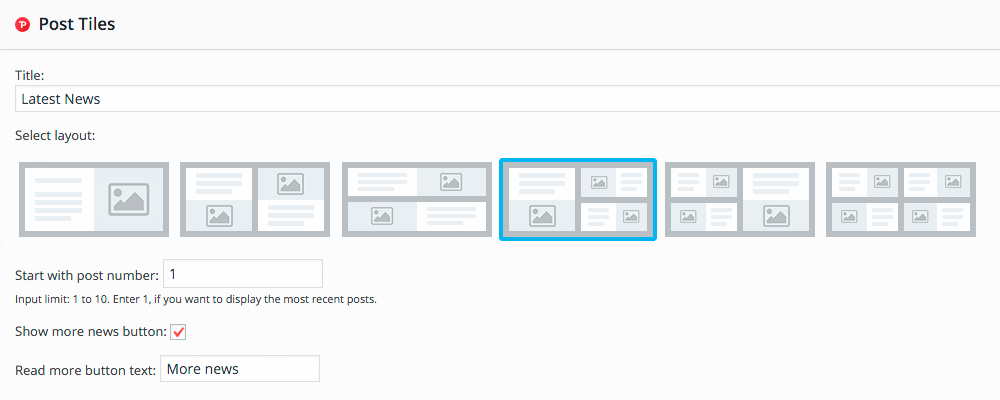 Post Tiles
Title:
Latest News
Select layout:
Start with post number: 1
Input limit: 1 to 10. Enter 1, if you want to display the most recent posts.
Show more news button:
Read more button text: More news